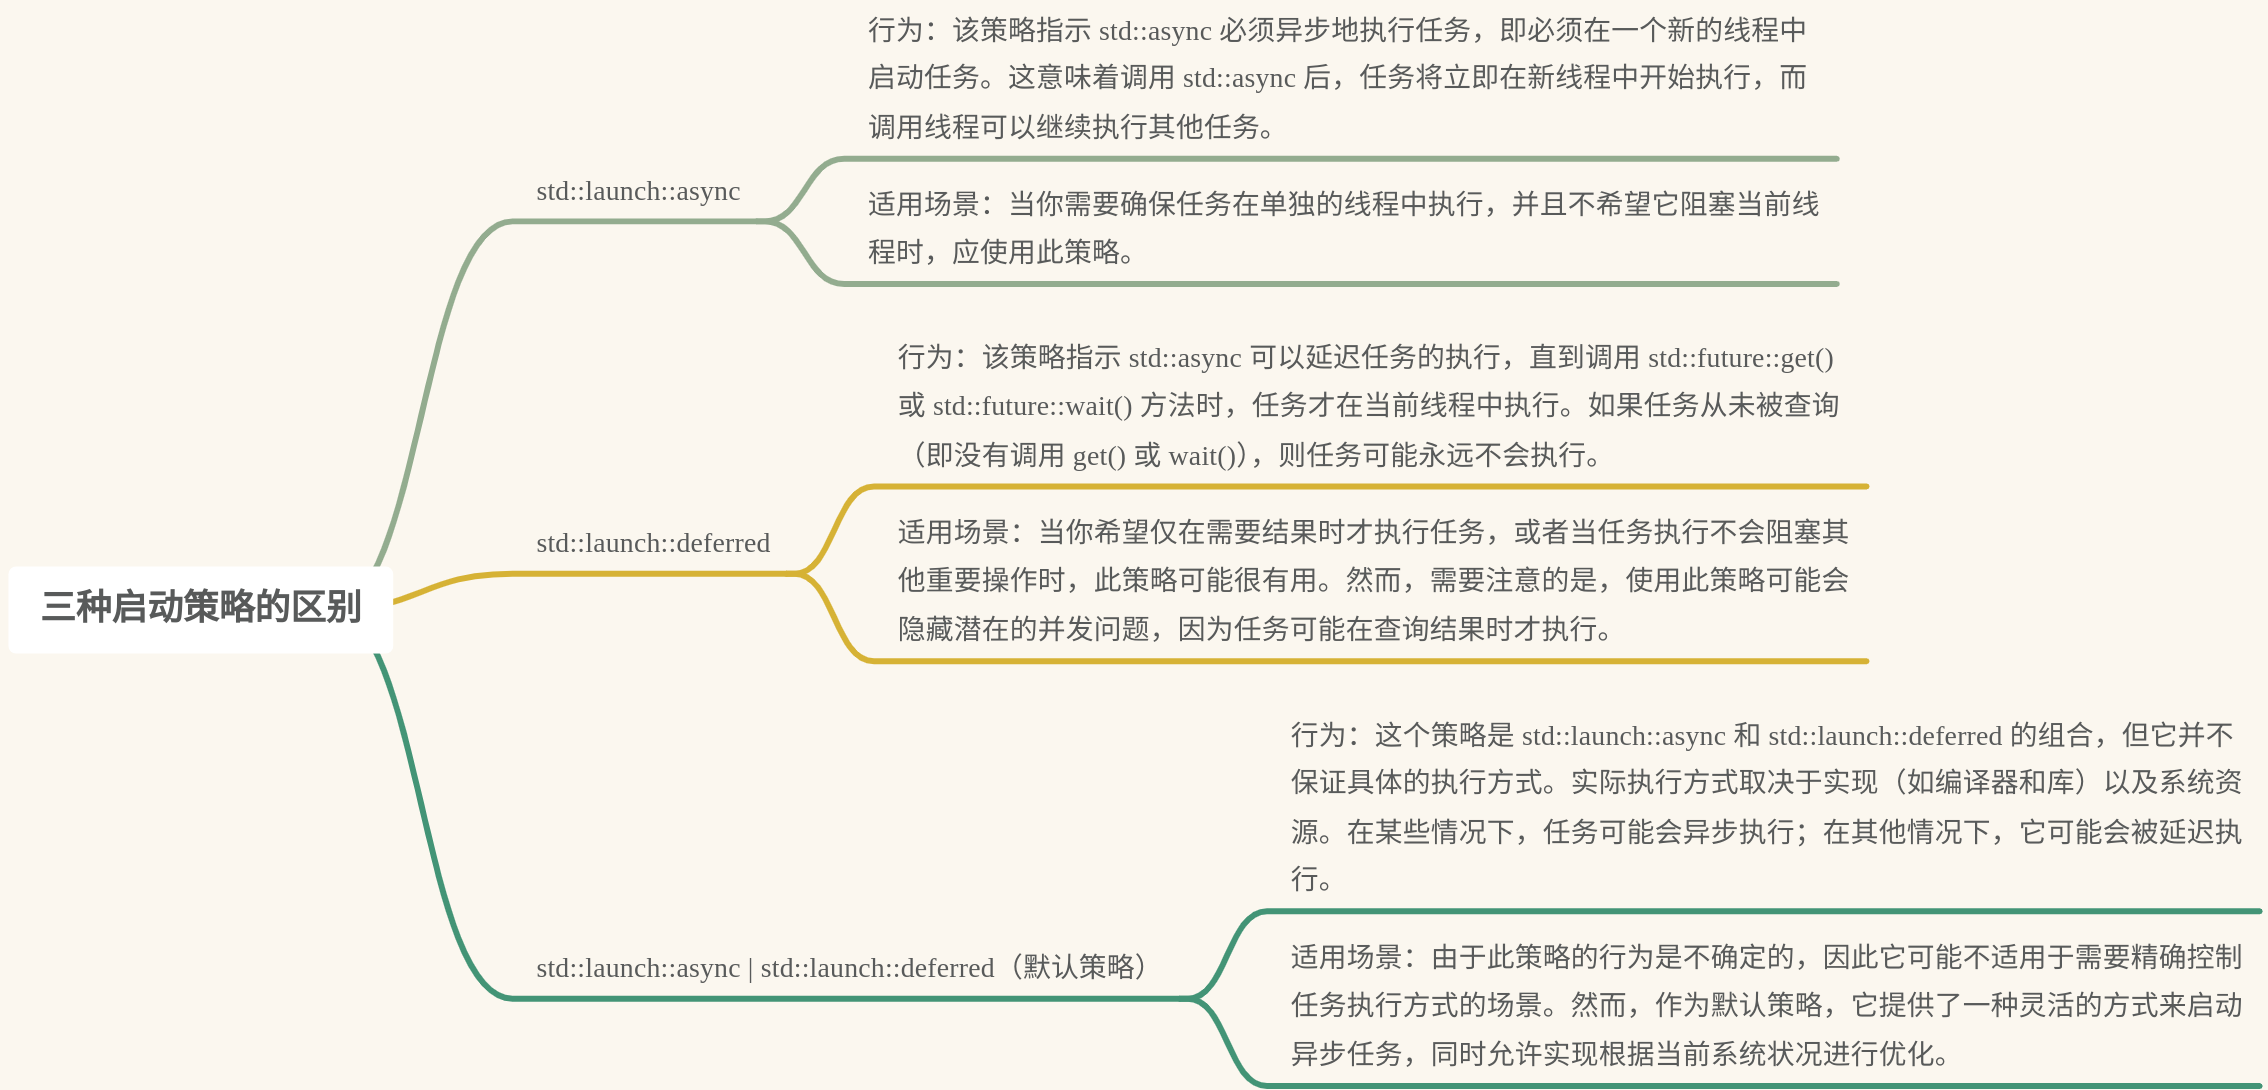 三种启动策略的区别
std::launch::async
行为：该策略指示 std::async 必须异步地执行任务，即必须在一个新的线程中
启动任务。这意味着调用 std::async 后，任务将立即在新线程中开始执行，而
调用线程可以继续执行其他任务。
适用场景：当你需要确保任务在单独的线程中执行，并且不希望它阻塞当前线
程时，应使用此策略。
std::launch::deferred
行为：该策略指示 std::async 可以延迟任务的执行，直到调用 std::future::get()
或 std::future::wait() 方法时，任务才在当前线程中执行。如果任务从未被查询
（即没有调用 get() 或 wait()），则任务可能永远不会执行。
适用场景：当你希望仅在需要结果时才执行任务，或者当任务执行不会阻塞其
他重要操作时，此策略可能很有用。然而，需要注意的是，使用此策略可能会
隐藏潜在的并发问题，因为任务可能在查询结果时才执行。
std::launch::async | std::launch::deferred（默认策略）
行为：这个策略是 std::launch::async 和 std::launch::deferred 的组合，但它并不
保证具体的执行方式。实际执行方式取决于实现（如编译器和库）以及系统资
源。在某些情况下，任务可能会异步执行；在其他情况下，它可能会被延迟执
行。
适用场景：由于此策略的行为是不确定的，因此它可能不适用于需要精确控制
任务执行方式的场景。然而，作为默认策略，它提供了一种灵活的方式来启动
异步任务，同时允许实现根据当前系统状况进行优化。